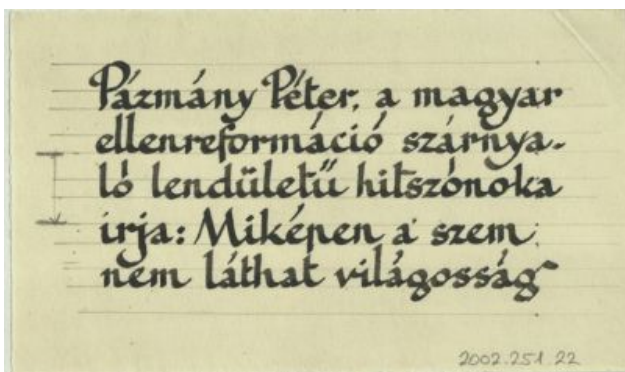 Pázmány Péter, a magyar
ellenreformáció szárnya-
ló lendületű hitszónoka
irja: Miképen a szem
nem láthat világosság
2002.251.22